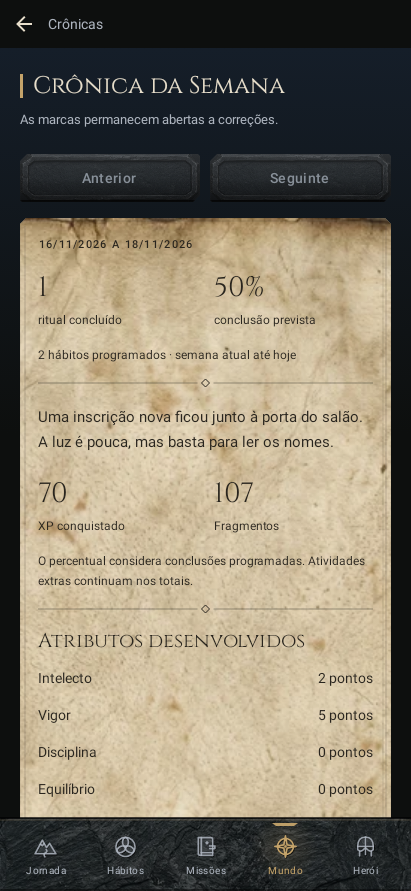 Crônicas
Crônica da Semana
As marcas permanecem abertas a correções.
Anterior
Seguinte
16/11/2026 A 18/11/2026
1
50%
ritual concluído
conclusão prevista
2 hábitos programados · semana atual até hoje
Uma inscrição nova ficou junto à porta do salão.
A luz é pouca, mas basta para ler os nomes.
70
107
XP conquistado
Fragmentos
O percentual considera conclusões programadas. Atividades
extras continuam nos totais.
Atributos desenvolvidos
Intelecto 2 pontos
Vigor 5 pontos
Disciplina 0 pontos
Equilíbrio 0 pontos
Jornada
Hábitos
Missões
Mundo
Herói